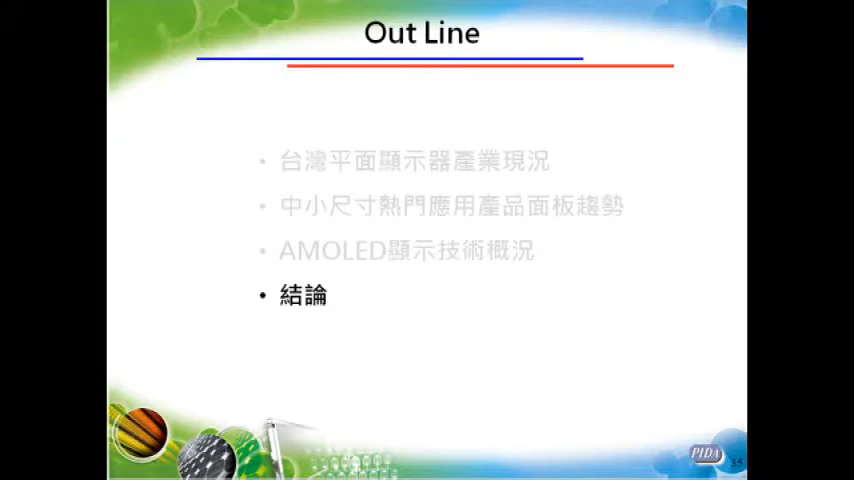 Out Line
• 台灣平面顯示器產業現況
• 中小尺寸熱門應用產品面板趨勢
• AMOLED顯示技術概況
• 結論
PIDA
35